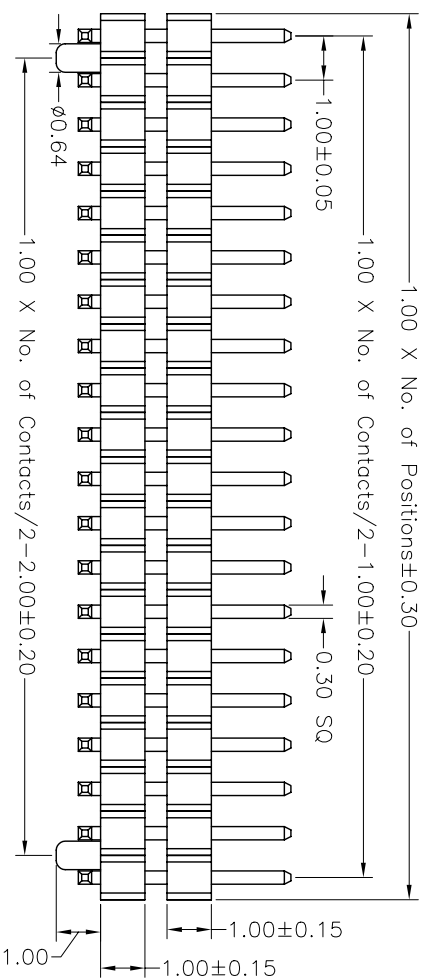 1.00 X No. of Positions±0.30
1.00 X No. of Contacts/2-1.00±0.20
1.00±0.05
0.30 SQ
ø0.64
1.00 X No. of Contacts/2-2.00±0.20
1.00±0.15
1.00±0.15
1.00